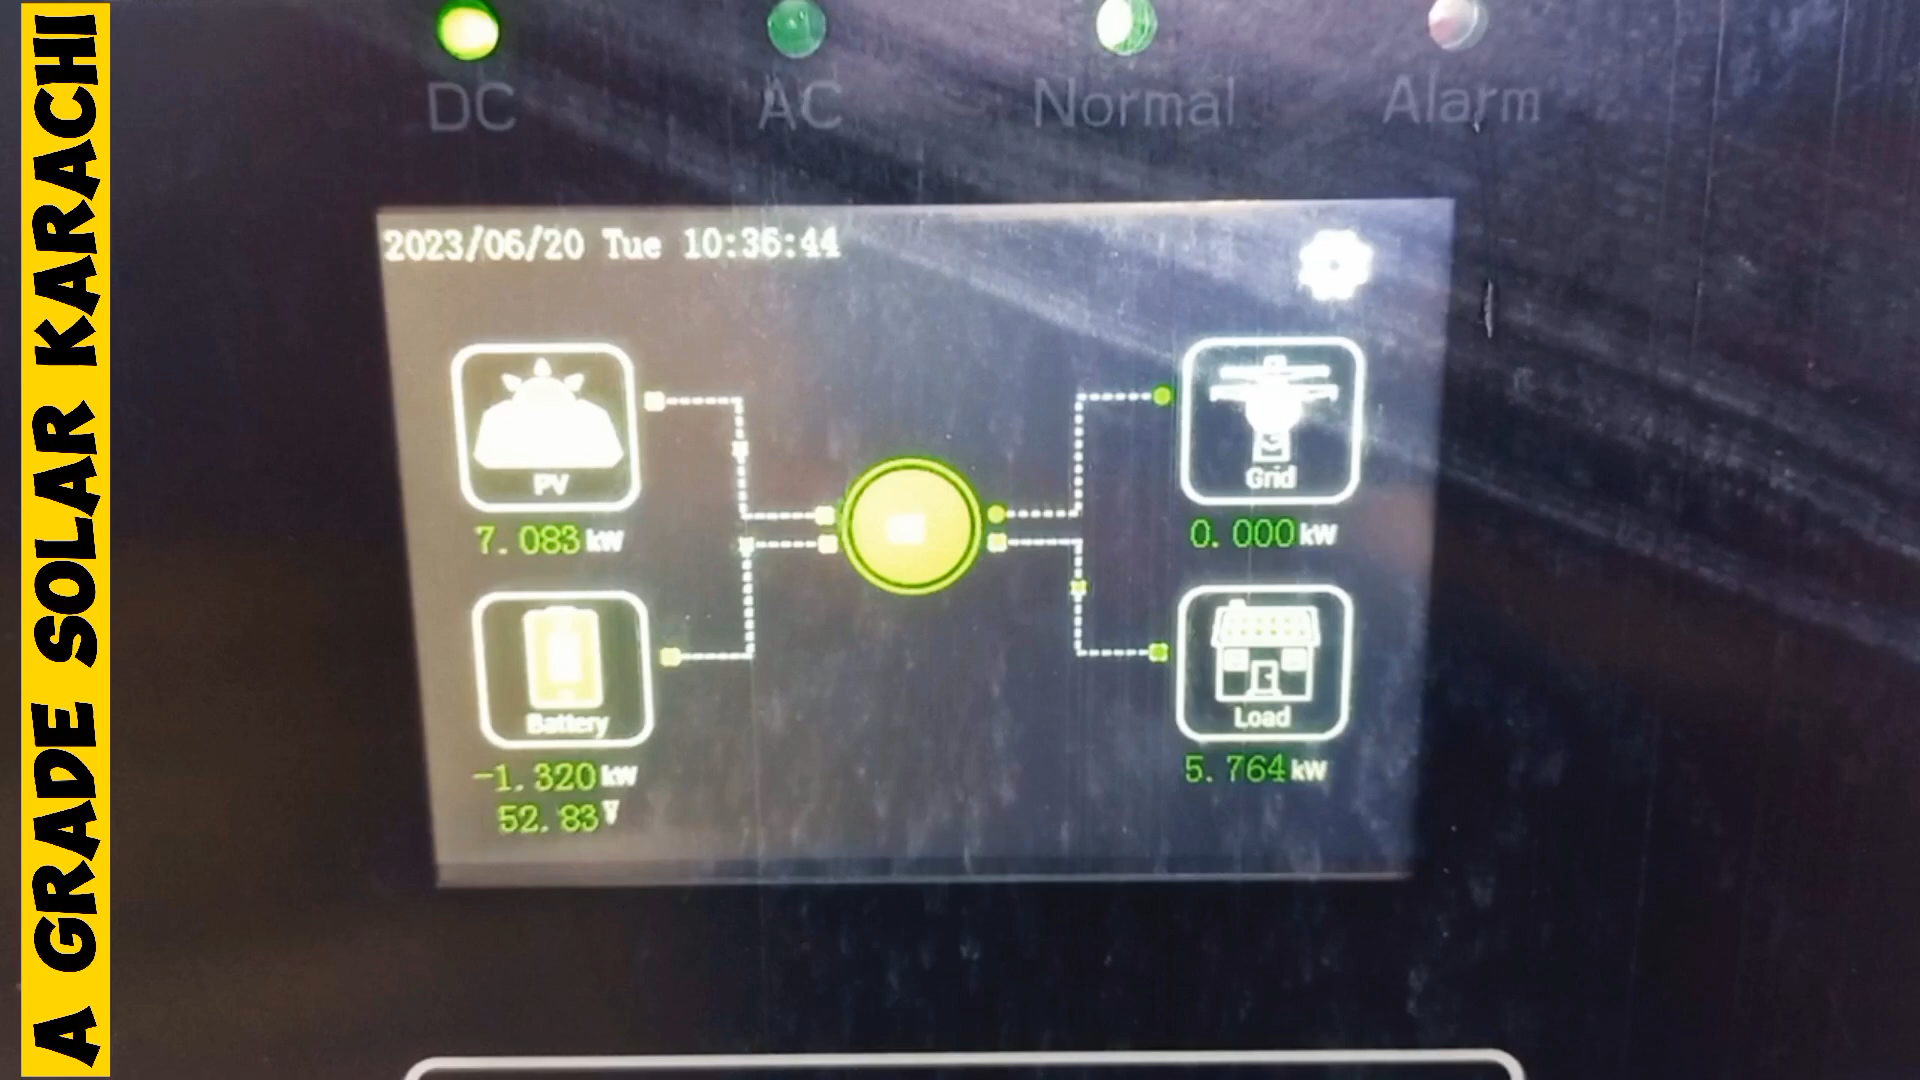 A GRADE SOLAR KARACHI
DC AC Normal Alarm
2023/06/20 Tue 10:36:44
PV
7.083 kW
Grid
0.000 kW
Battery
-1.320 kW
52.83 V
Load
5.764 kW